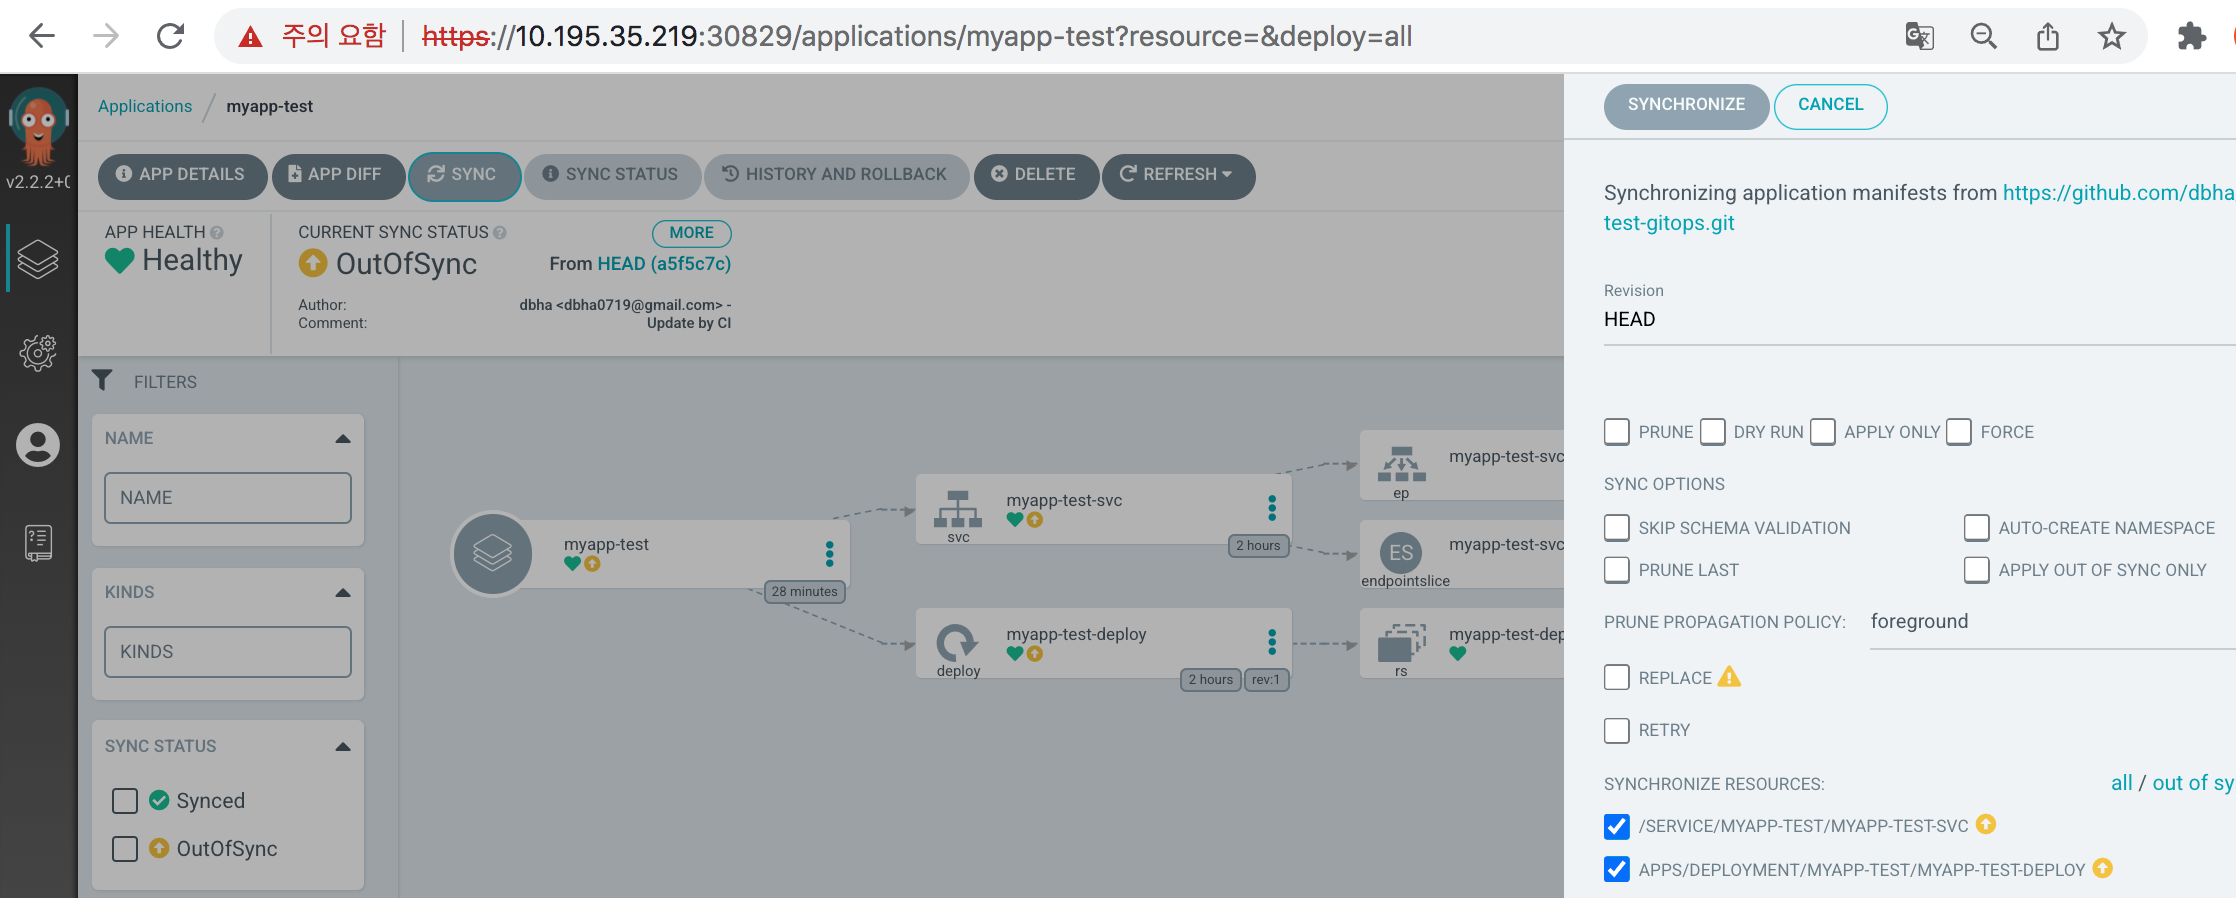 주의 요함 https://10.195.35.219:30829/applications/myapp-test?resource=&deploy=all
v2.2.2+0
Applications / myapp-test
APP DETAILS
APP DIFF
SYNC
SYNC STATUS
HISTORY AND ROLLBACK
DELETE
REFRESH
APP HEALTH
Healthy
CURRENT SYNC STATUS
MORE
OutOfSync
From HEAD (a5f5c7c)
Author:
dbha <dbha0719@gmail.com> -
Comment:
Update by CI
FILTERS
NAME
NAME
KINDS
KINDS
SYNC STATUS
Synced
OutOfSync
myapp-test
28 minutes
myapp-test-svc
svc
2 hours
myapp-test-deploy
deploy
2 hours
rev:1
myapp-test-svc
ep
ES
myapp-test-svc
endpointslice
myapp-test-dep
rs
SYNCHRONIZE
CANCEL
Synchronizing application manifests from https://github.com/dbha
test-gitops.git
Revision
HEAD
PRUNE
DRY RUN
APPLY ONLY
FORCE
SYNC OPTIONS
SKIP SCHEMA VALIDATION
AUTO-CREATE NAMESPACE
PRUNE LAST
APPLY OUT OF SYNC ONLY
PRUNE PROPAGATION POLICY:
foreground
REPLACE
RETRY
SYNCHRONIZE RESOURCES:
all / out of sy
/SERVICE/MYAPP-TEST/MYAPP-TEST-SVC
APPS/DEPLOYMENT/MYAPP-TEST/MYAPP-TEST-DEPLOY